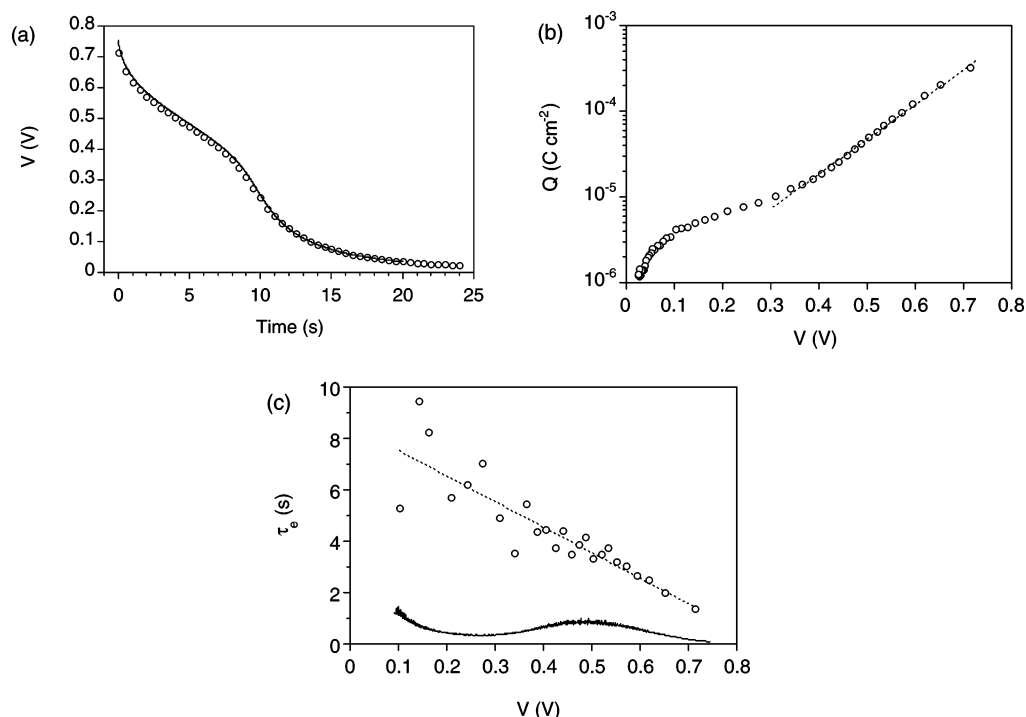 (a)
V (V)
0.8
0.7
0.6
0.5
0.4
0.3
0.2
0.1
0
0 5 10 15 20 25
Time (s)
(b)
Q (C cm⁻²)
10⁻³
10⁻⁴
10⁻⁵
10⁻⁶
0 0.1 0.2 0.3 0.4 0.5 0.6 0.7 0.8
V (V)
(c)
τₑ (s)
10
8
6
4
2
0
0 0.1 0.2 0.3 0.4 0.5 0.6 0.7 0.8
V (V)